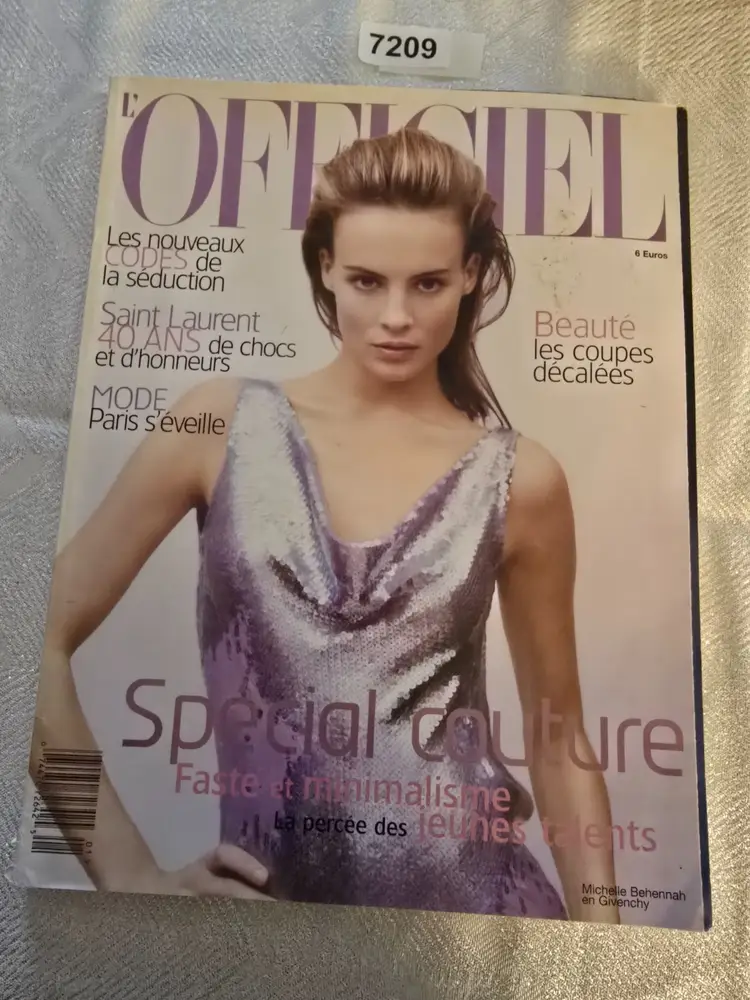 7209
L'OFFICIEL
6 Euros
Les nouveaux
CODES de
la séduction
Saint Laurent
40 ANS de chocs
et d'honneurs
MODE
Paris s'éveille
Beauté
les coupes
décalées
Spécial couture
Faste et minimalisme
La percée des jeunes talents
Michelle Behennah
en Givenchy